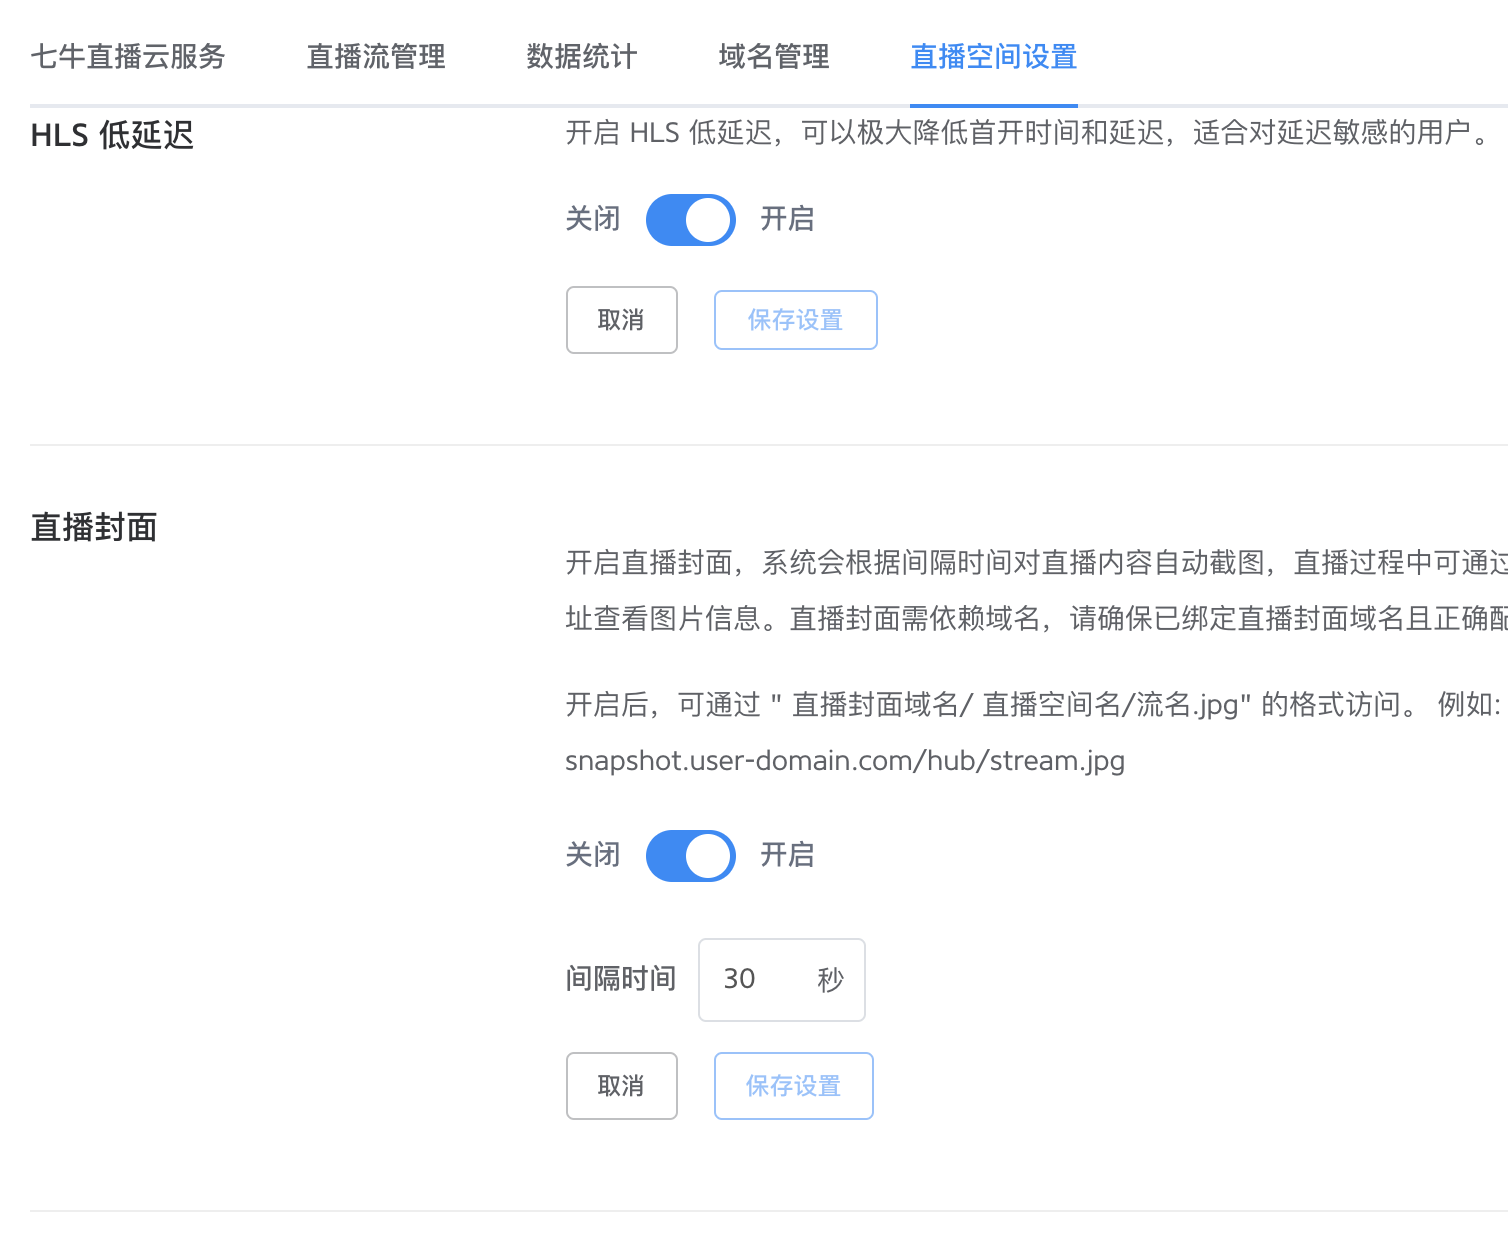 七牛直播云服务 直播流管理 数据统计 域名管理 直播空间设置
HLS 低延迟
开启 HLS 低延迟，可以极大降低首开时间和延迟，适合对延迟敏感的用户。
关闭 开启
取消 保存设置
直播封面
开启直播封面，系统会根据间隔时间对直播内容自动截图，直播过程中可通过
址查看图片信息。直播封面需依赖域名，请确保已绑定直播封面域名且正确配
开启后，可通过 " 直播封面域名/ 直播空间名/流名.jpg" 的格式访问。 例如:
snapshot.user-domain.com/hub/stream.jpg
关闭 开启
间隔时间 30 秒
取消 保存设置